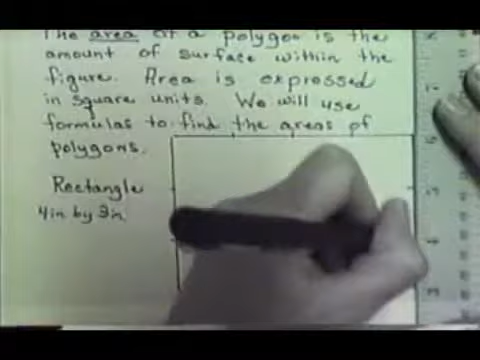 The area of a polygon is the
amount of surface within the
figure. Area is expressed
in square units. We will use
formulas to find the areas of
polygons.
Rectangle
4in by 3in